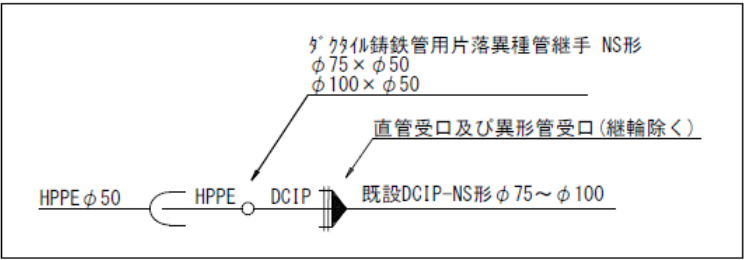 ﾀﾞｸﾀｲﾙ鋳鉄管用片落異種管継手 NS形
φ75×φ50
φ100×φ50
直管受口及び異形管受口(継輪除く)
HPPEφ50 HPPE DCIP 既設DCIP-NS形φ75～φ100